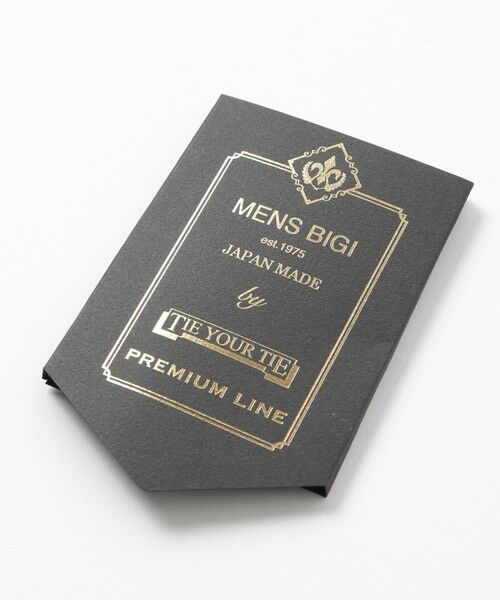 MENS BIGI
est.1975
JAPAN MADE
by
TIE YOUR TIE
PREMIUM LINE